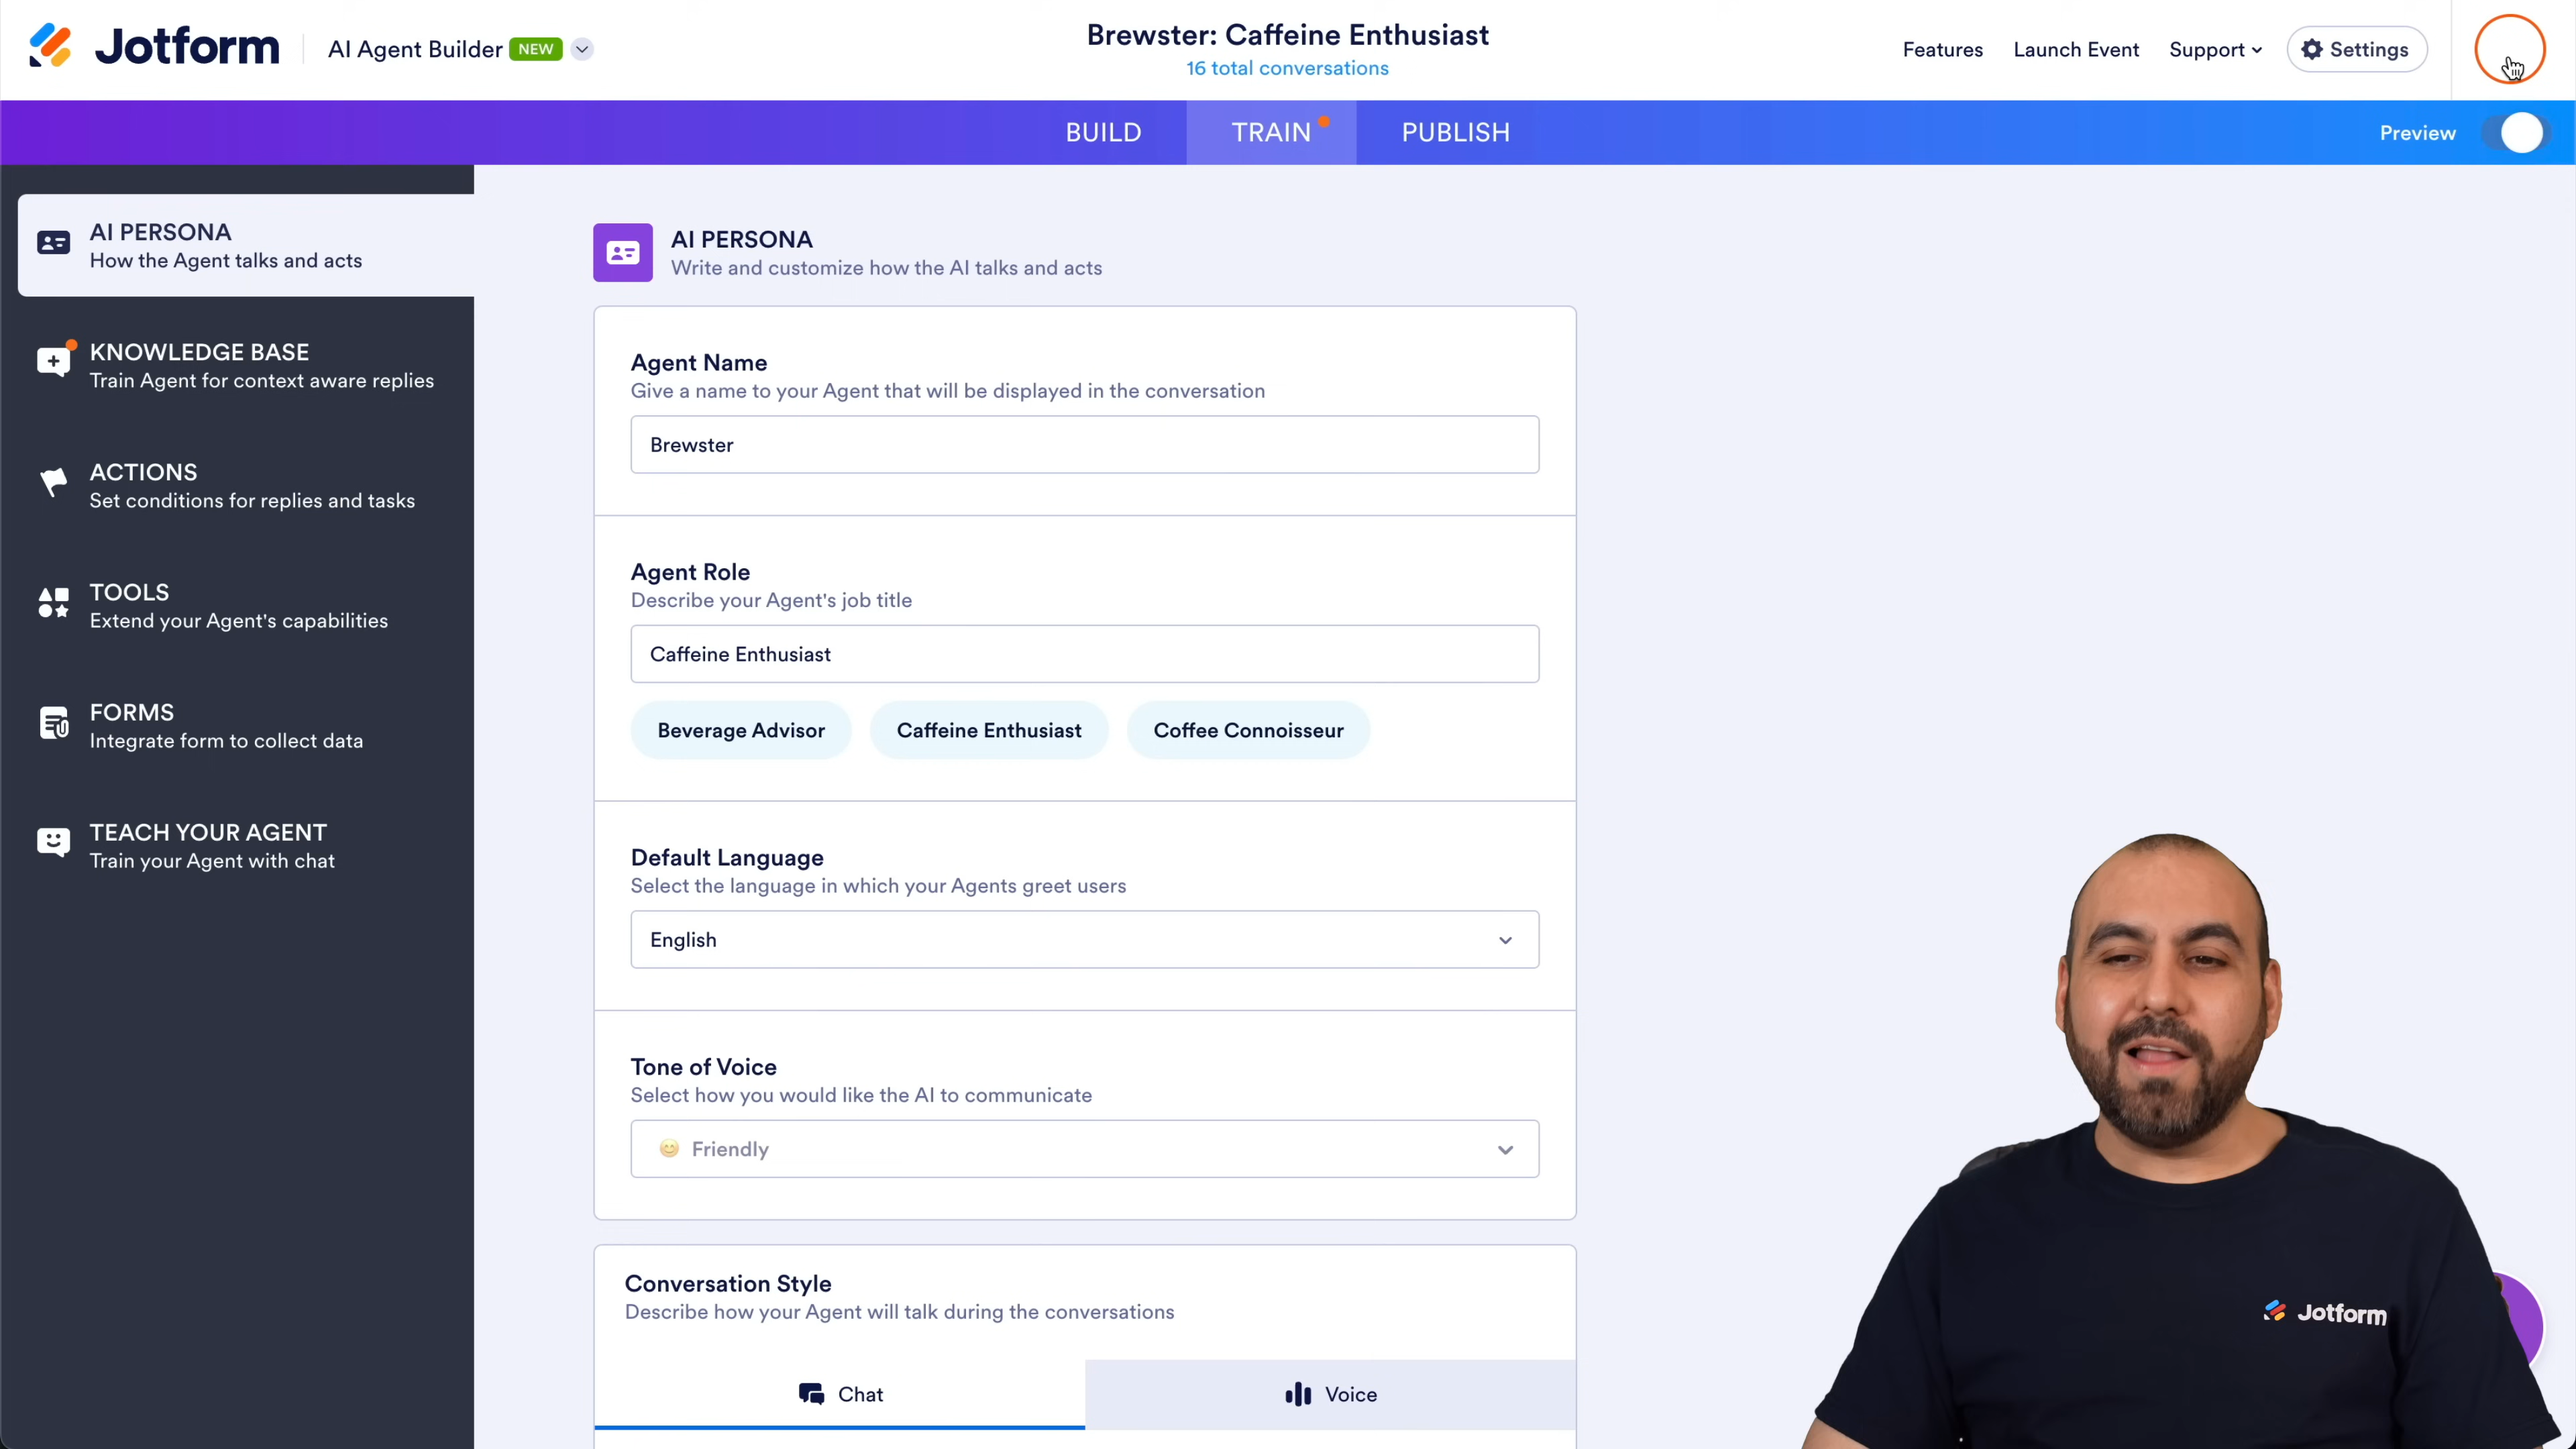 Jotform
AI Agent Builder NEW
Brewster: Caffeine Enthusiast
16 total conversations
Features
Launch Event
Support
Settings
BUILD
TRAIN
PUBLISH
Preview
AI PERSONA
How the Agent talks and acts
KNOWLEDGE BASE
Train Agent for context aware replies
ACTIONS
Set conditions for replies and tasks
TOOLS
Extend your Agent's capabilities
FORMS
Integrate form to collect data
TEACH YOUR AGENT
Train your Agent with chat
AI PERSONA
Write and customize how the AI talks and acts
Agent Name
Give a name to your Agent that will be displayed in the conversation
Brewster
Agent Role
Describe your Agent's job title
Caffeine Enthusiast
Beverage Advisor
Caffeine Enthusiast
Coffee Connoisseur
Default Language
Select the language in which your Agents greet users
English
Tone of Voice
Select how you would like the AI to communicate
😊 Friendly
Conversation Style
Describe how your Agent will talk during the conversations
Chat
Voice
Jotform